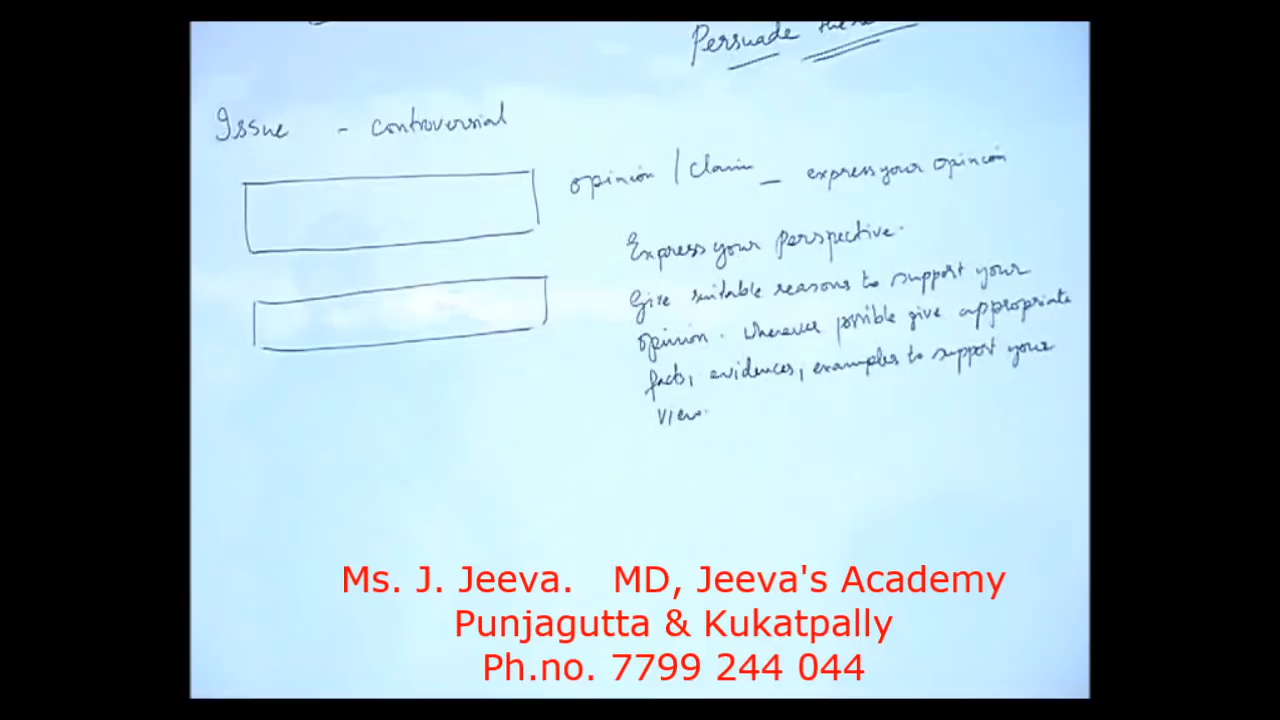 Persuade them
Issue - controversial
opinion / claim - express your opinion
Express your perspective.
Give suitable reasons to support your
opinion. Wherever possible give appropriate
facts, evidences, examples to support your
view.
Ms. J. Jeeva. MD, Jeeva's Academy
Punjagutta & Kukatpally
Ph.no. 7799 244 044